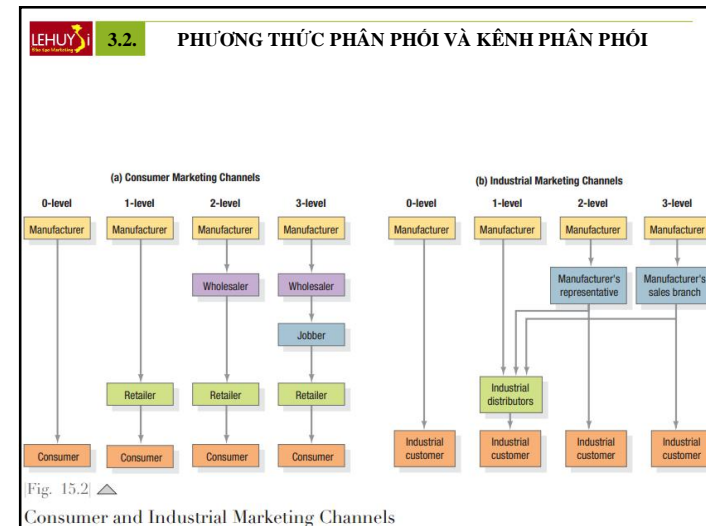 LEHUYSi 3.2. PHƯƠNG THỨC PHÂN PHỐI VÀ KÊNH PHÂN PHỐI
(a) Consumer Marketing Channels
0-level 1-level 2-level 3-level
Manufacturer Manufacturer Manufacturer Manufacturer
Wholesaler Wholesaler
Jobber
Retailer Retailer Retailer
Consumer Consumer Consumer Consumer
(b) Industrial Marketing Channels
0-level 1-level 2-level 3-level
Manufacturer Manufacturer Manufacturer Manufacturer
Manufacturer's Manufacturer's
representative sales branch
Industrial
distributors
Industrial Industrial Industrial Industrial
customer customer customer customer
|Fig. 15.2|
Consumer and Industrial Marketing Channels